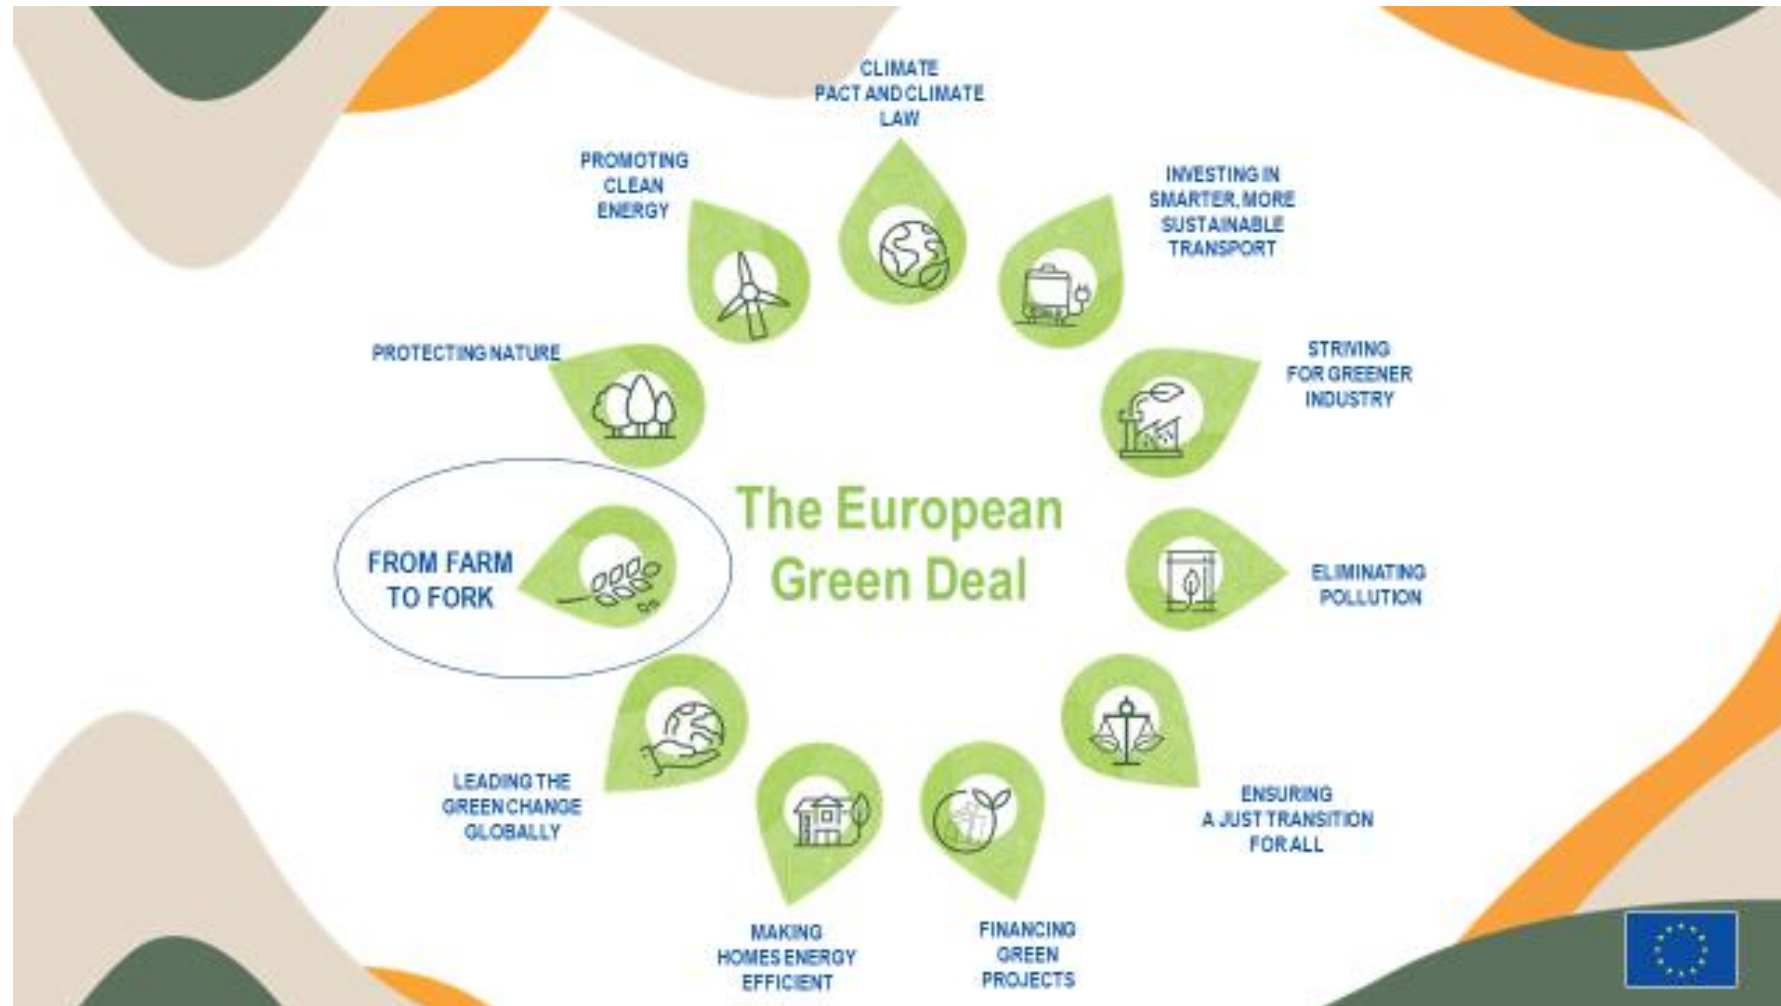 CLIMATE
PACT AND CLIMATE
LAW
PROMOTING
CLEAN
ENERGY
INVESTING IN
SMARTER, MORE
SUSTAINABLE
TRANSPORT
PROTECTING NATURE
STRIVING
FOR GREENER
INDUSTRY
The European
Green Deal
FROM FARM
TO FORK
ELIMINATING
POLLUTION
LEADING THE
GREEN CHANGE
GLOBALLY
ENSURING
A JUST TRANSITION
FOR ALL
MAKING
HOMES ENERGY
EFFICIENT
FINANCING
GREEN
PROJECTS